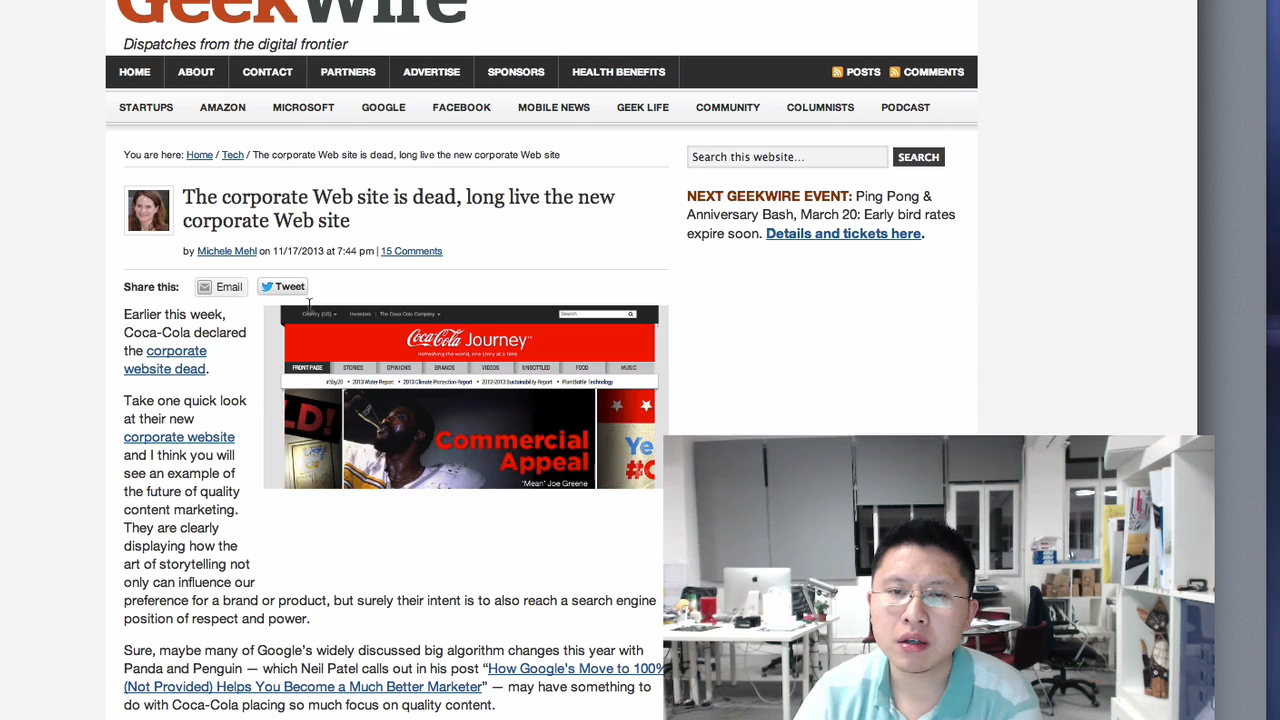 GeekWire
Dispatches from the digital frontier
HOME ABOUT CONTACT PARTNERS ADVERTISE SPONSORS HEALTH BENEFITS POSTS COMMENTS
STARTUPS AMAZON MICROSOFT GOOGLE FACEBOOK MOBILE NEWS GEEK LIFE COMMUNITY COLUMNISTS PODCAST
You are here: Home / Tech / The corporate Web site is dead, long live the new corporate Web site
Search this website... SEARCH
The corporate Web site is dead, long live the new
corporate Web site
by Michele Mehl on 11/17/2013 at 7:44 pm | 15 Comments
NEXT GEEKWIRE EVENT: Ping Pong &
Anniversary Bash, March 20: Early bird rates
expire soon. Details and tickets here.
Share this: Email Tweet
Earlier this week,
Coca-Cola declared
the corporate
website dead.
Take one quick look
at their new
corporate website
and I think you will
see an example of
the future of quality
content marketing.
They are clearly
displaying how the
art of storytelling not
only can influence our
preference for a brand or product, but surely their intent is to also reach a search engine
position of respect and power.
Sure, maybe many of Google's widely discussed big algorithm changes this year with
Panda and Penguin — which Neil Patel calls out in his post “How Google's Move to 100%
(Not Provided) Helps You Become a Much Better Marketer” — may have something to
do with Coca-Cola placing so much focus on quality content.
Country (US) Investors | The Coca-Cola Company Search
Coca-Cola Journey™
Refreshing the world, one story at a time
FRONT PAGE STORIES OPINIONS BRANDS VIDEOS UNBOTTLED FOOD MUSIC
#5by20 • 2013 Water Report • 2013 Climate Protection Report • 2012-2013 Sustainability Report • PlantBottle Technology
LD!
Commercial
Appeal
"Mean" Joe Greene
Ye
#C